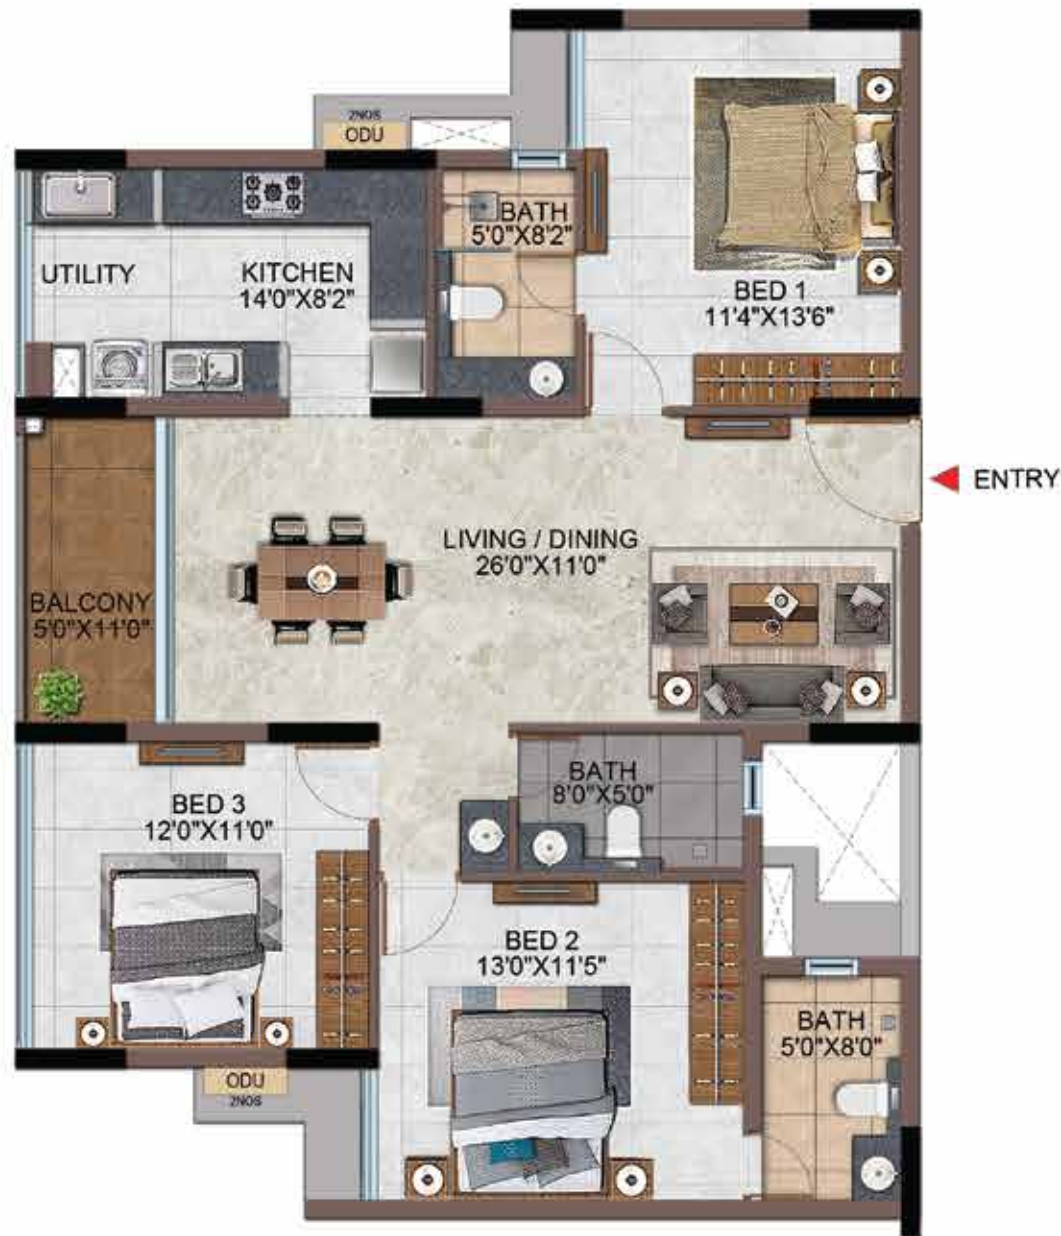 2NOS
ODU
BATH
5'0"X8'2"
UTILITY
KITCHEN
14'0"X8'2"
BED 1
11'4"X13'6"
ENTRY
LIVING / DINING
26'0"X11'0"
BALCONY
5'0"X11'0"
BATH
8'0"X5'0"
BED 3
12'0"X11'0"
BED 2
13'0"X11'5"
BATH
5'0"X8'0"
ODU
2NOS